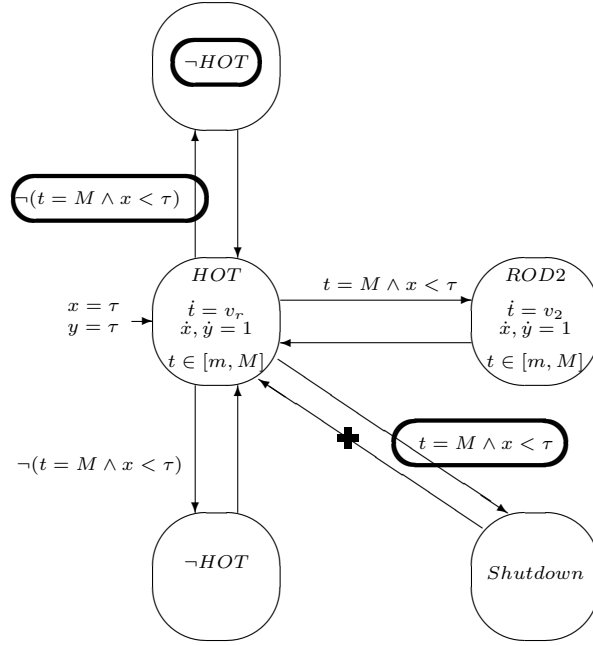 ¬HOT
¬(t = M ∧ x < τ)
HOT
ṫ = v_r
ẋ, ẏ = 1
t ∈ [m, M]
x = τ
y = τ
t = M ∧ x < τ
ROD2
ṫ = v_2
ẋ, ẏ = 1
t ∈ [m, M]
t = M ∧ x < τ
¬(t = M ∧ x < τ)
¬HOT
Shutdown